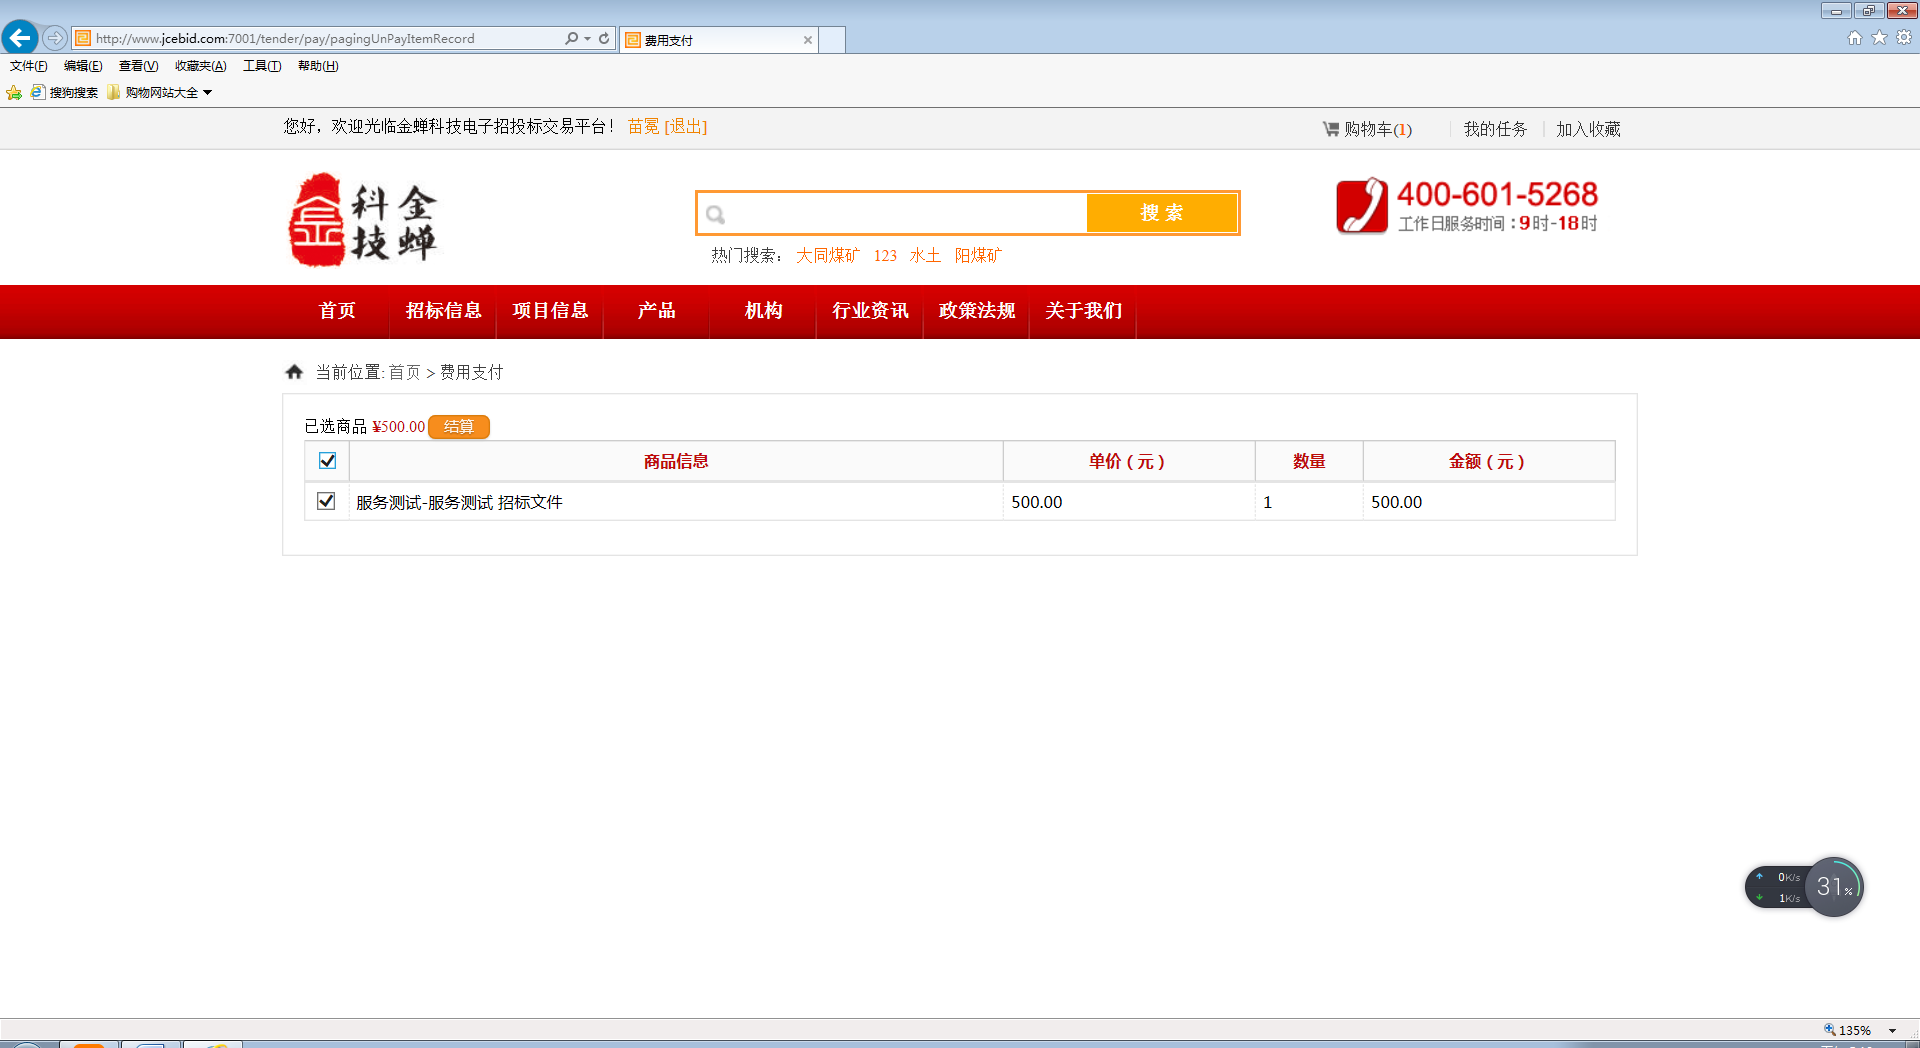 http://www.jcebid.com:7001/tender/pay/pagingUnPayItemRecord
费用支付
文件(F) 编辑(E) 查看(V) 收藏夹(A) 工具(T) 帮助(H)
搜狗搜索 购物网站大全
您好，欢迎光临金蝉科技电子招投标交易平台！ 苗冕 [退出]
购物车(1) 我的任务 加入收藏
金蝉科技
搜 索
热门搜索： 大同煤矿 123 水土 阳煤矿
400-601-5268
工作日服务时间：9时-18时
首页 招标信息 项目信息 产品 机构 行业资讯 政策法规 关于我们
当前位置: 首页 > 费用支付
已选商品 ¥500.00 结算
商品信息 单价（元） 数量 金额（元）
服务测试-服务测试 招标文件 500.00 1 500.00
0K/s
1K/s
31%
135%